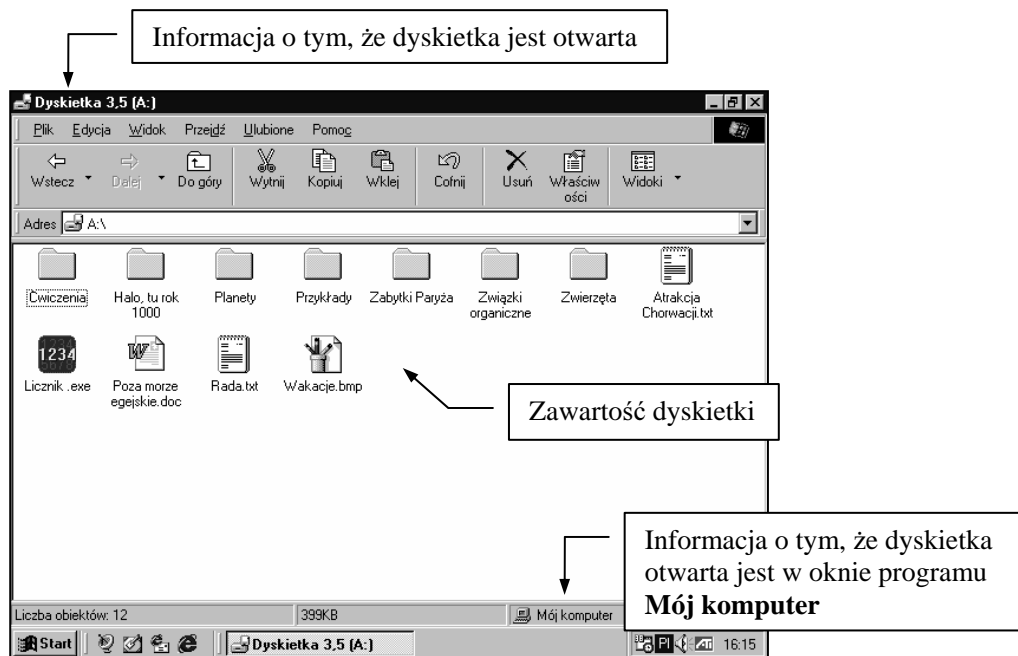 Informacja o tym, że dyskietka jest otwarta
Dyskietka 3,5 (A:)
Plik Edycja Widok Przejdź Ulubione Pomoc
Wstecz Dalej Do góry Wytnij Kopiuj Wklej Cofnij Usuń Właściw Widoki
ości
Adres A:\
Ćwiczenia Halo, tu rok Planety Przykłady Zabytki Paryża Związki Zwierzęta Atrakcja
1000 organiczne Chorwacji.txt
1234
Licznik .exe Poza morze Rada.txt Wakacje.bmp
egejskie.doc
Zawartość dyskietki
Informacja o tym, że dyskietka
otwarta jest w oknie programu
Mój komputer
Liczba obiektów: 12 399KB Mój komputer
Start Dyskietka 3,5 (A:) Pl 16:15